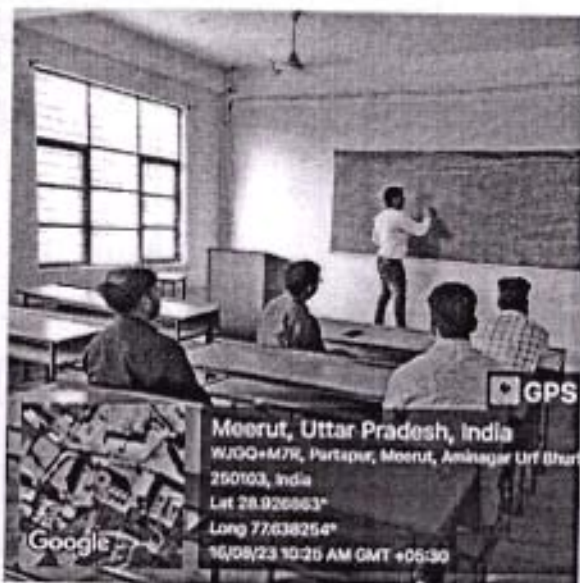 GPS
Meerut, Uttar Pradesh, India
WJGQ+M7R, Partapur, Meerut, Aminagar Urf
250103, India
Lat 28.926863°
Long 77.638254°
16/08/23 10:25 AM GMT +05:30
Google